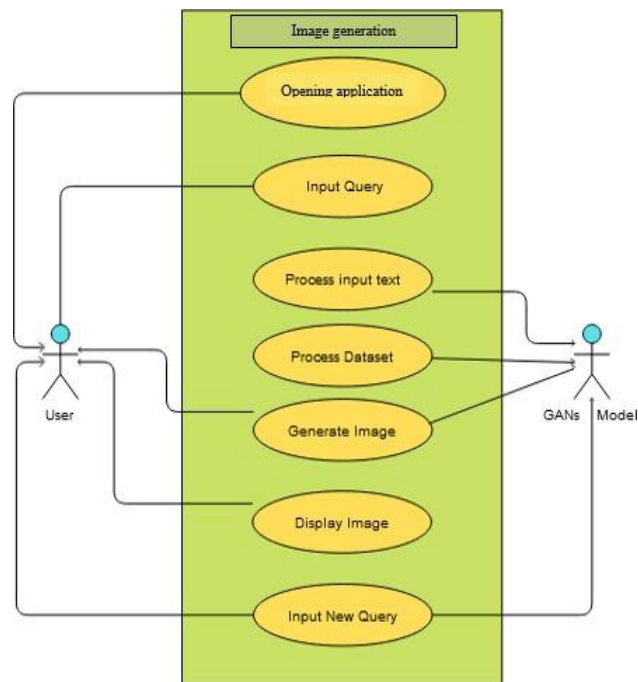 Image generation
Opening application
Input Query
Process input text
Process Dataset
User
GANs Model
Generate Image
Display Image
Input New Query